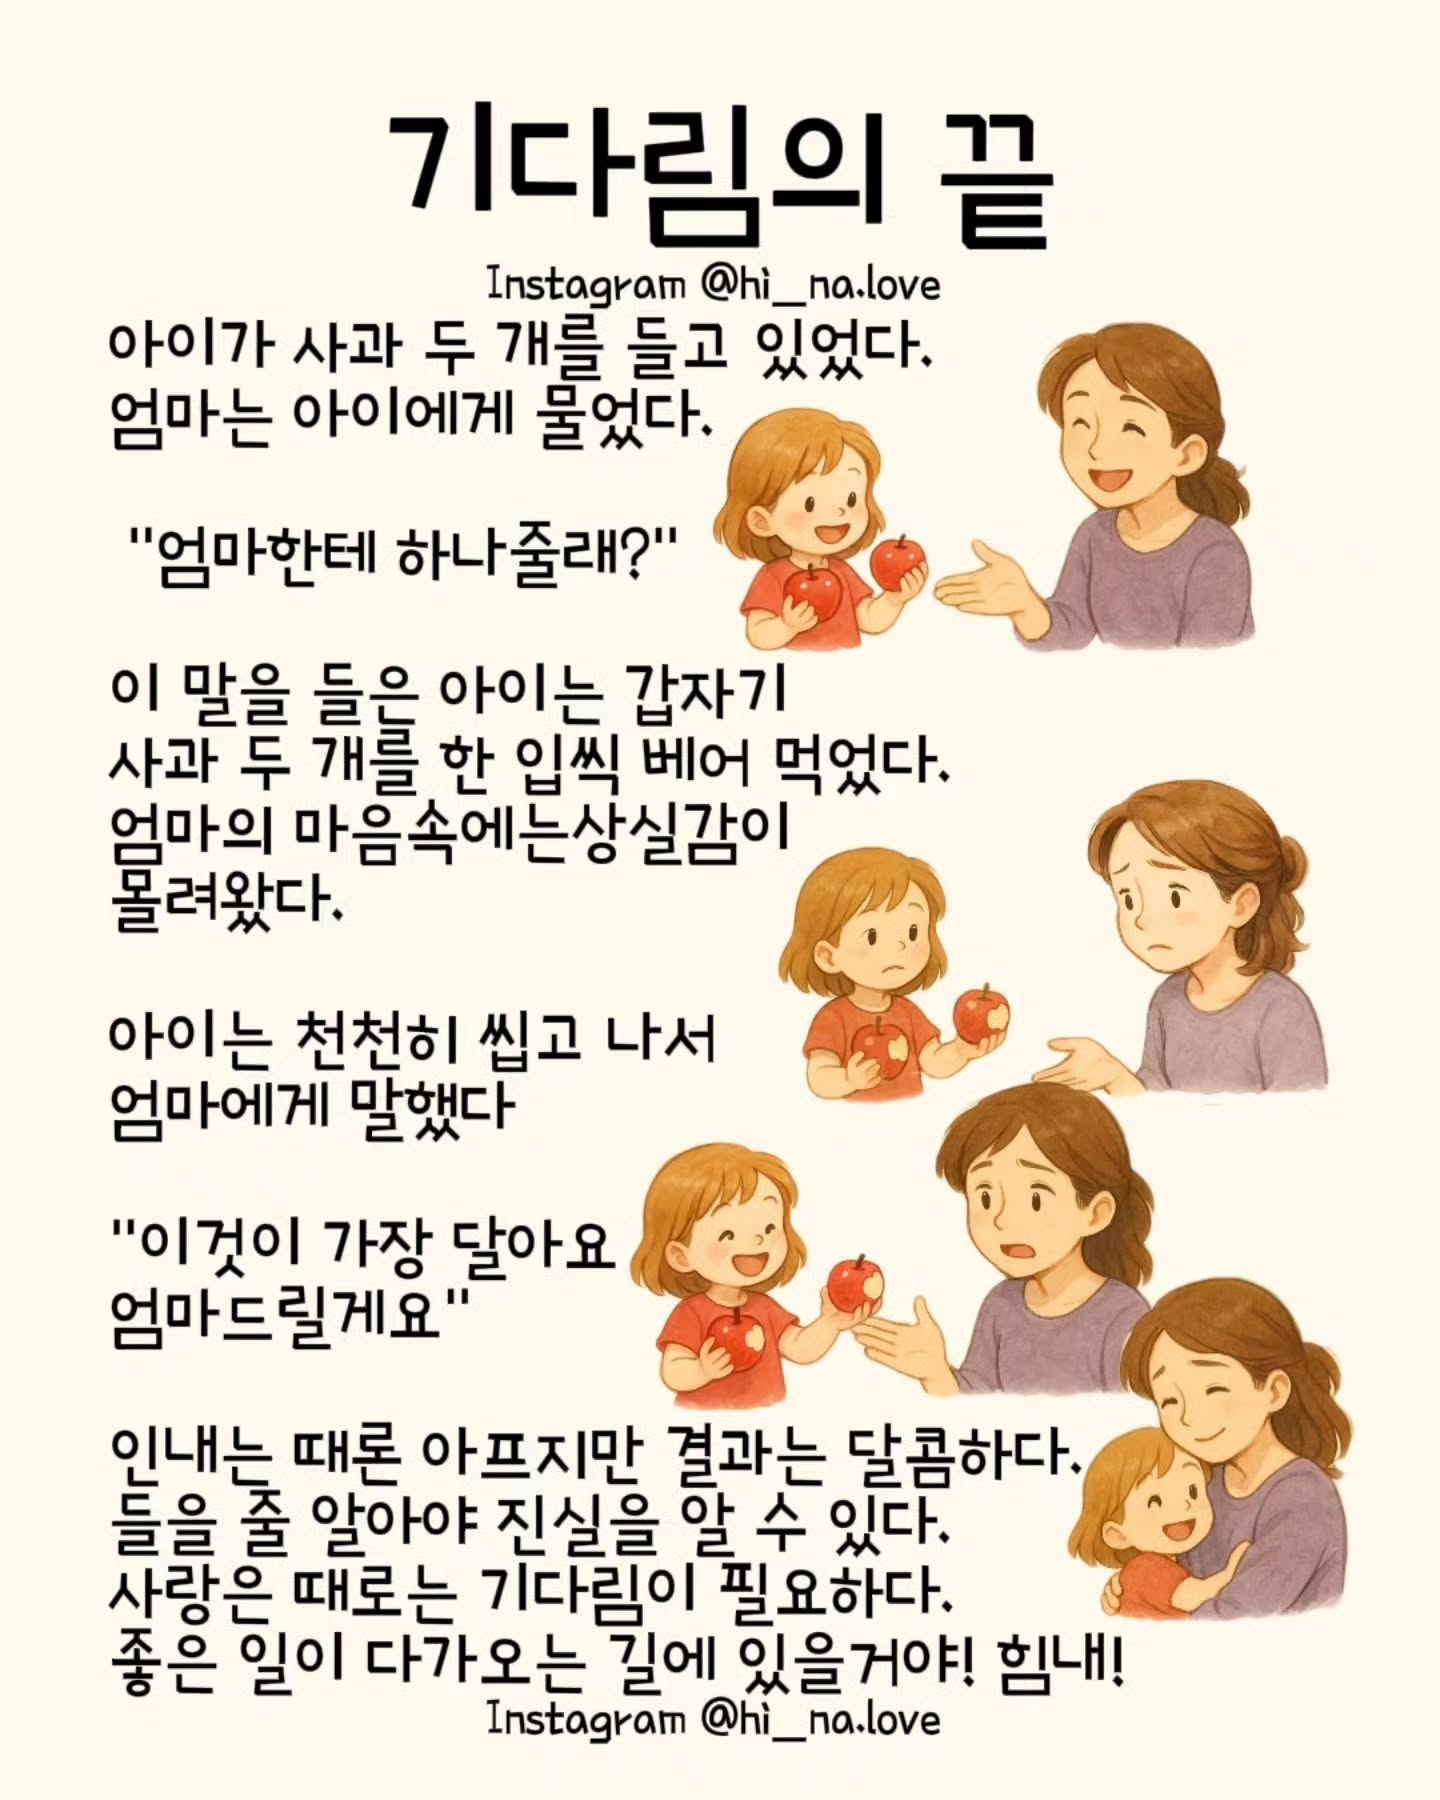 기다림의 끝
Instagram @hi_na.love
아이가 사과 두 개를 들고 있었다.
엄마는 아이에게 물었다.
"엄마한테 하나줄래?"
이 말을 들은 아이는 갑자기
사과 두 개를 한 입씩 베어 먹었다.
엄마의 마음속에는상실감이
몰려왔다.
아이는 천천히 씹고 나서
엄마에게 말했다
"이것이 가장 달아요
엄마드릴게요"
인내는 때론 아프지만 결과는 달콤하다.
들을 줄 알아야 진실을 알 수 있다.
사랑은 때로는 기다림이 필요하다.
좋은 일이 다가오는 길에 있을거야! 힘내!
Instagram @hi_na.love